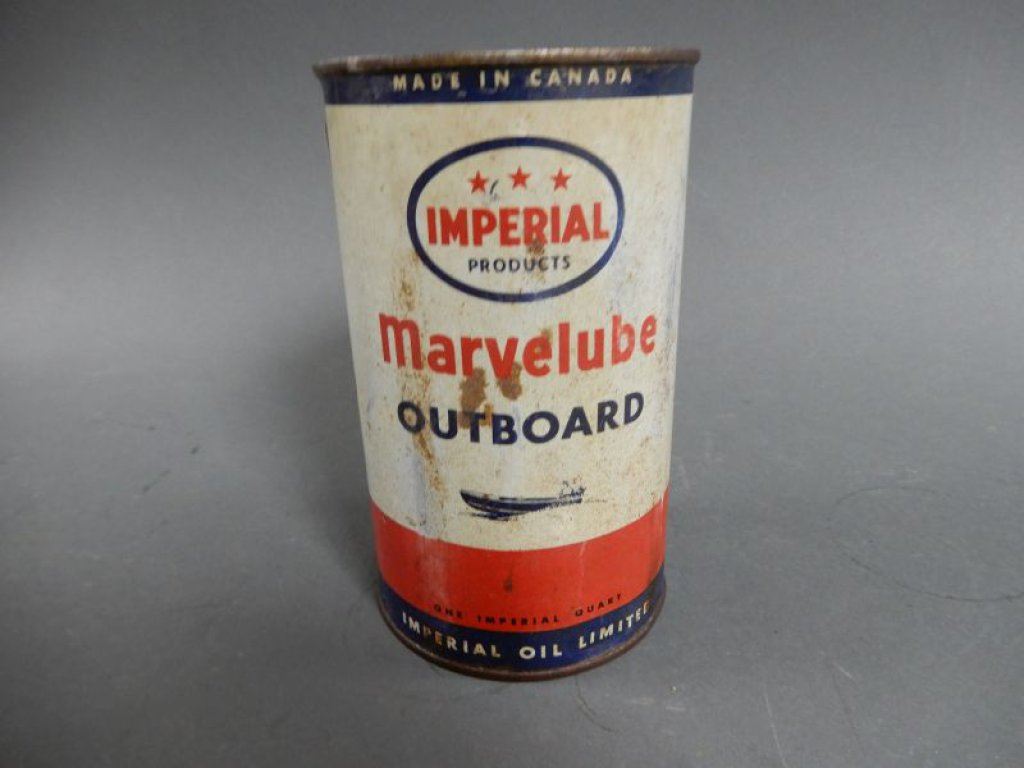 MADE IN CANADA
IMPERIAL
PRODUCTS
Marvelube
OUTBOARD
ONE IMPERIAL QUART
IMPERIAL OIL LIMITED